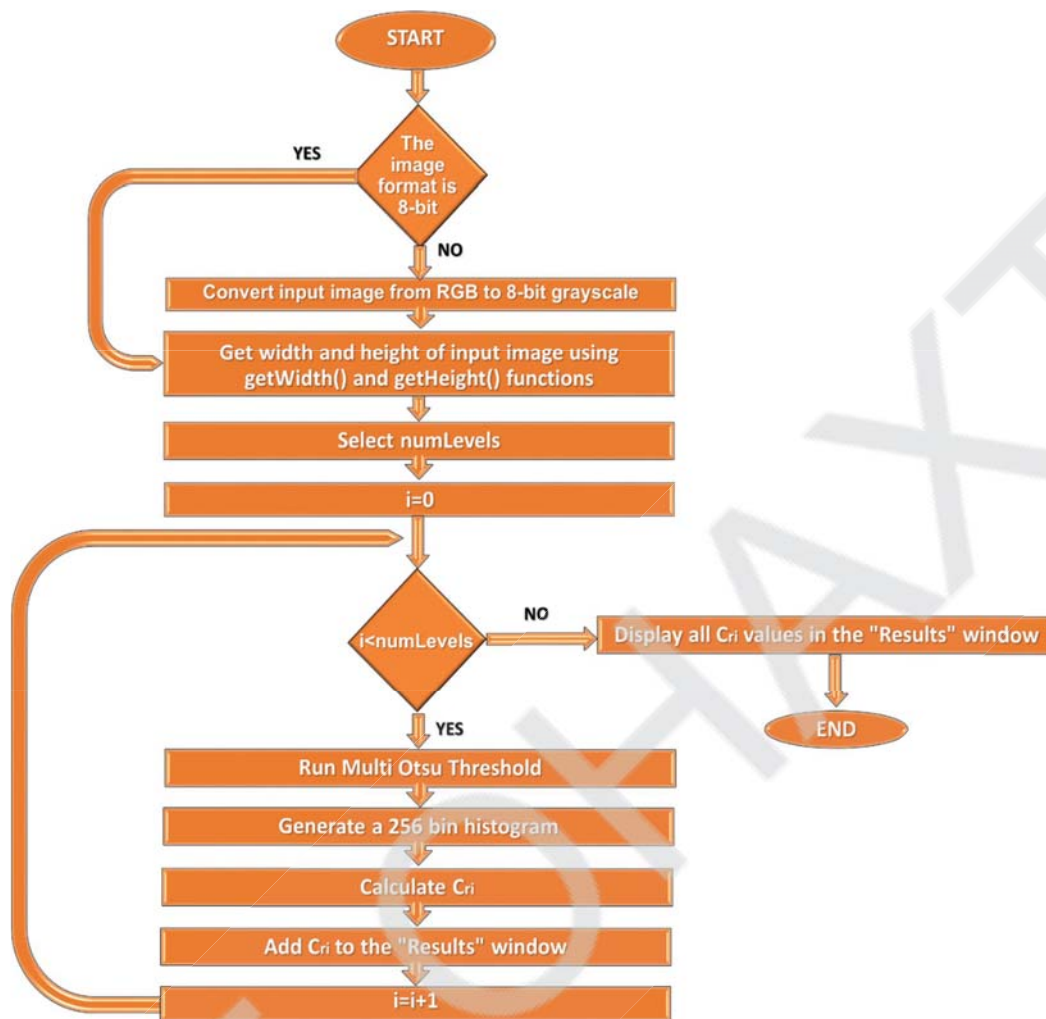 START
The
image
format is
8-bit
YES
NO
Convert input image from RGB to 8-bit grayscale
Get width and height of input image using
getWidth() and getHeight() functions
Select numLevels
i=0
i<numLevels
NO
Display all Cri values in the "Results" window
END
YES
Run Multi Otsu Threshold
Generate a 256 bin histogram
Calculate Cri
Add Cri to the "Results" window
i=i+1